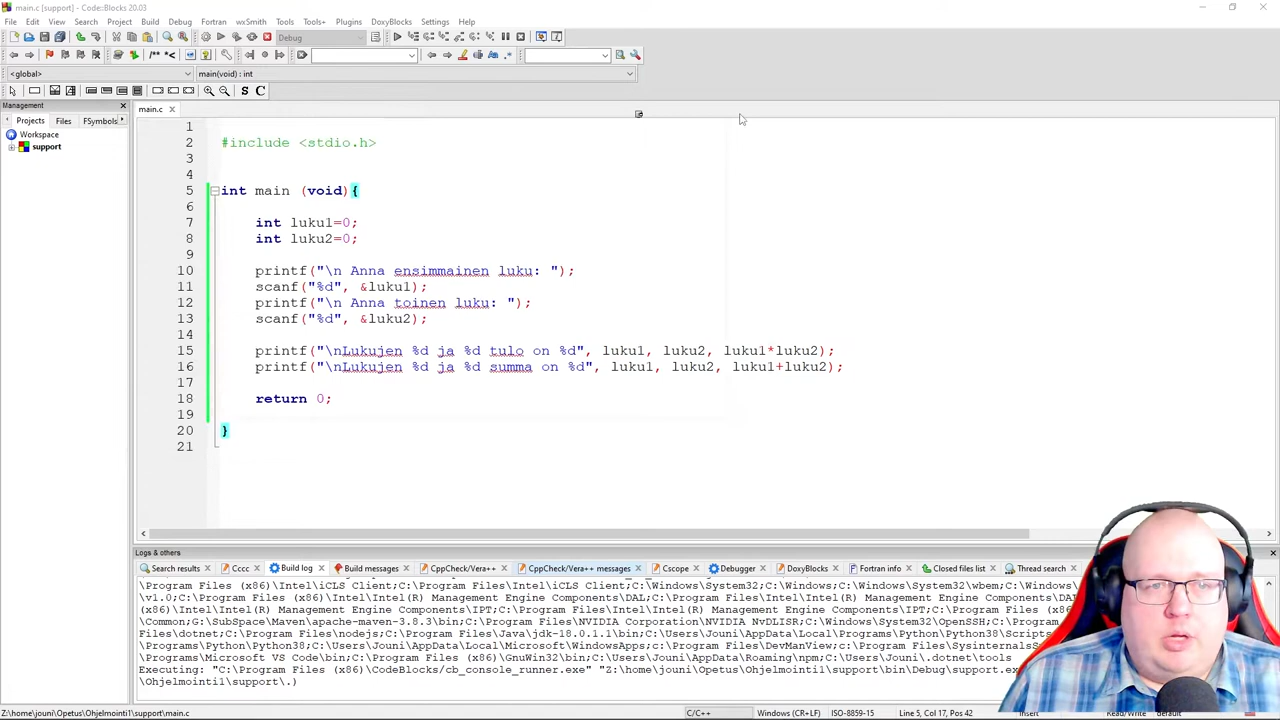 main.c [support] - Code::Blocks 20.03
File Edit View Search Project Build Debug Fortran wxSmith Tools Tools+ Plugins DoxyBlocks Settings Help
Debug
/** *<
.*
<global>
main(void) : int
S C
Management
main.c
Projects Files FSymbols
Workspace
support
1
2 #include <stdio.h>
3
4
5 int main (void){
6
7 int luku1=0;
8 int luku2=0;
9
10 printf("\n Anna ensimmainen luku: ");
11 scanf("%d", &luku1);
12 printf("\n Anna toinen luku: ");
13 scanf("%d", &luku2);
14
15 printf("\nLukujen %d ja %d tulo on %d", luku1, luku2, luku1*luku2);
16 printf("\nLukujen %d ja %d summa on %d", luku1, luku2, luku1+luku2);
17
18 return 0;
19
20 }
21
Logs & others
Search results Cccc Build log Build messages CppCheck/Vera++ CppCheck/Vera++ messages Cscope Debugger DoxyBlocks Fortran info Closed files list Thread search
\Program Files (x86)\Intel\iCLS Client;C:\Program Files\Intel\iCLS Client;C:\Windows\System32;C:\Windows;C:\Windows\System32\wbem;C:\Windows
\v1.0;C:\Program Files (x86)\Intel\Intel(R) Management Engine Components\DAL;C:\Program Files\Intel\Intel(R) Management Engine Components\DA
(x86)\Intel\Intel(R) Management Engine Components\IPT;C:\Program Files\Intel\Intel(R) Management Engine Components\IPT;C:\Program File
\Common;G:\SubSpace\Maven\apache-maven-3.8.3\bin;C:\Program Files\NVIDIA Corporation\NVIDIA NvDLISR;C:\Windows\System32\OpenSSH;C:\Program
Files\dotnet;C:\Program Files\nodejs;C:\Program Files\Java\jdk-18.0.1.1\bin;C:\Users\Jouni\AppData\Local\Programs\Python\Python38\Scripts
\Programs\Python\Python38;C:\Users\Jouni\AppData\Local\Microsoft\WindowsApps;C:\Program Files\DevManView;C:\Program Files\Sysinternals
\Programs\Microsoft VS Code\bin;C:\Program Files (x86)\GnuWin32\bin;C:\Users\Jouni\AppData\Roaming\npm;C:\Users\Jouni\.dotnet\tools
Executing: "C:\Program Files (x86)\CodeBlocks/cb_console_runner.exe" "Z:\home\jouni\Opetus\Ohjelmointi1\support\bin\Debug\support.exe
\Ohjelmointi1\support\.)
Z:\home\jouni\Opetus\Ohjelmointi1\support\main.c C/C++ Windows (CR+LF) ISO-8859-15 Line 5, Col 17, Pos 42 Insert Read/Write default